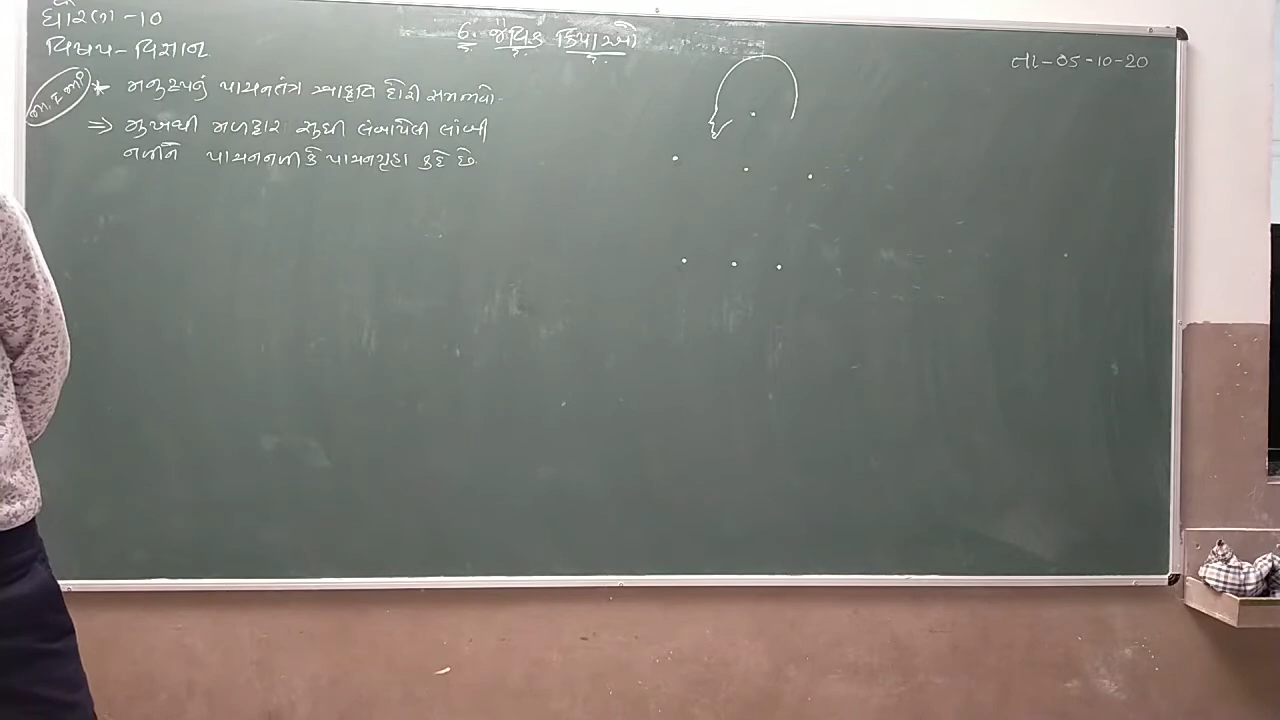 ધોરણ - 10
વિષય - વિજ્ઞાન
6. જૈવિક ક્રિયાઓ
તા - 05 - 10 - 20
* મનુષ્યનું પાચનતંત્ર આકૃતિ દોરી સમજાવો.
⇒ મુખથી મળદ્વાર સુધી લંબાયેલી લાંબી
નળીને પાચનનળી કે પાચનગુહા કહે છે.